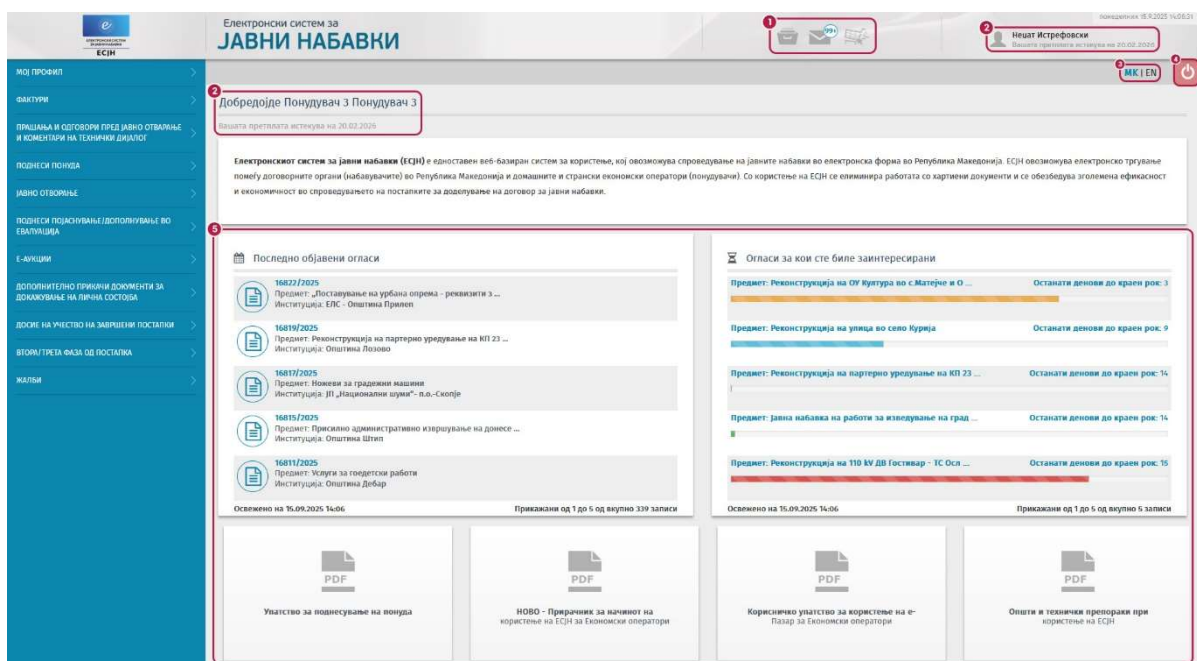 е
ЕСЈН
Електронски систем за
ЈАВНИ НАБАВКИ
1
99+
понеделник 15.9.2025 14:06:31
2
Неџат Истрефовски
Вашата претплата истекува на 20.02.2026
3
МК | EN
4
МОЈ ПРОФИЛ
ФАКТУРИ
ПРАШАЊА И ОДГОВОРИ ПРЕД ЈАВНО ОТВАРАЊЕ
И КОМЕНТАРИ НА ТЕХНИЧКИ ДИЈАЛОГ
ПОДНЕСИ ПОНУДА
ЈАВНО ОТВОРАЊЕ
ПОДНЕСИ ПОЈАСНУВАЊЕ/ДОПОЛНУВАЊЕ ВО
ЕВАЛУАЦИЈА
Е-АУКЦИИ
ДОПОЛНИТЕЛНО ПРИКАЧИ ДОКУМЕНТИ ЗА
ДОКАЖУВАЊЕ НА ЛИЧНА СОСТОЈБА
ДОСИЕ НА УЧЕСТВО НА ЗАВРШЕНИ ПОСТАПКИ
ВТОРА/ТРЕТА ФАЗА ОД ПОСТАПКА
ЖАЛБИ
2
Добредојде Понудувач 3 Понудувач 3
Вашата претплата истекува на 20.02.2026
Електронскиот систем за јавни набавки (ЕСЈН) е едноставен веб-базиран систем за користење, кој овозможува спроведување на јавните набавки во електронска форма во Република Македонија. ЕСЈН овозможува електронско тргување
помеѓу договорните органи (набавувачите) во Република Македонија и домашните и странски економски оператори (понудувачи). Со користење на ЕСЈН се елиминира работата со хартиени документи и се обезбедува зголемена ефикасност
и економичност во спроведувањето на постапките за доделување на договор за јавни набавки.
5
Последно објавени огласи
16822/2025
Предмет: „Поставување на урбана опрема - реквизити з ...
Институција: ЕЛС - Општина Прилеп
16819/2025
Предмет: Реконструкција на партерно уредување на КП 23 ...
Институција: Општина Лозово
16817/2025
Предмет: Ножеви за градежни машини
Институција: ЈП „Национални шуми“- п.о.-Скопје
16815/2025
Предмет: Присилно административно извршување на донесе ...
Институција: Општина Штип
16811/2025
Предмет: Услуги за геодетски работи
Институција: Општина Дебар
Освежено на 15.09.2025 14:06
Прикажани од 1 до 5 од вкупно 339 записи
Огласи за кои сте биле заинтересирани
Предмет: Реконструкција на ОУ Култура во с.Матејче и О ...
Останати денови до краен рок: 3
Предмет: Реконструкција на улица во село Курија
Останати денови до краен рок: 9
Предмет: Реконструкција на партерно уредување на КП 23 ...
Останати денови до краен рок: 14
Предмет: Јавна набавка на работи за изведување на град ...
Останати денови до краен рок: 14
Предмет: Реконструкција на 110 kV ДВ Гостивар - ТС Осл ...
Останати денови до краен рок: 15
Освежено на 15.09.2025 14:06
Прикажани од 1 до 5 од вкупно 5 записи
PDF
Упатство за поднесување на понуда
PDF
НОВО - Прирачник за начинот на
користење на ЕСЈН за Економски оператори
PDF
Корисничко упатство за користење на е-
Пазар за Економски оператори
PDF
Општи и технички препораки при
користење на ЕСЈН